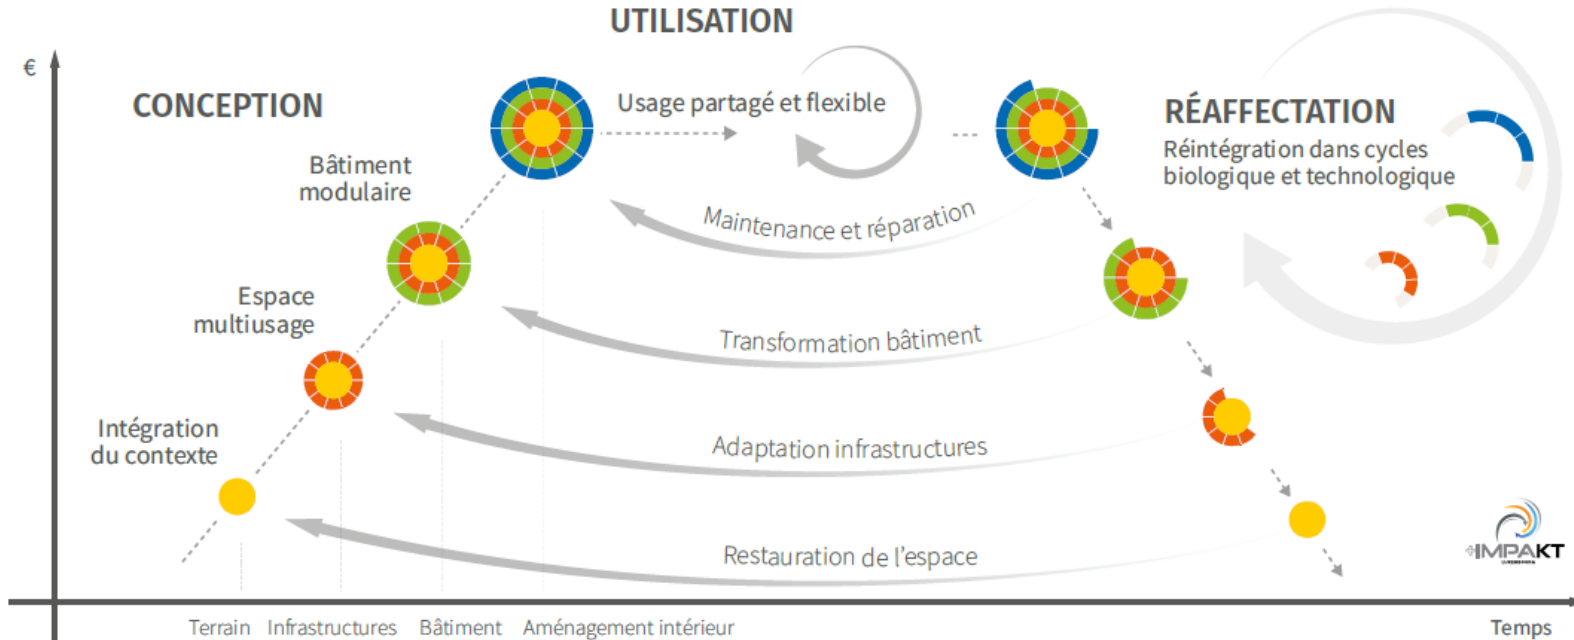 UTILISATION
€
CONCEPTION
Usage partagé et flexible
RÉAFFECTATION
Réintégration dans cycles
biologique et technologique
Bâtiment
modulaire
Maintenance et réparation
Espace
multiusage
Transformation bâtiment
Intégration
du contexte
Adaptation infrastructures
Restauration de l'espace
+IMPAKT
Terrain
Infrastructures
Bâtiment
Aménagement intérieur
Temps